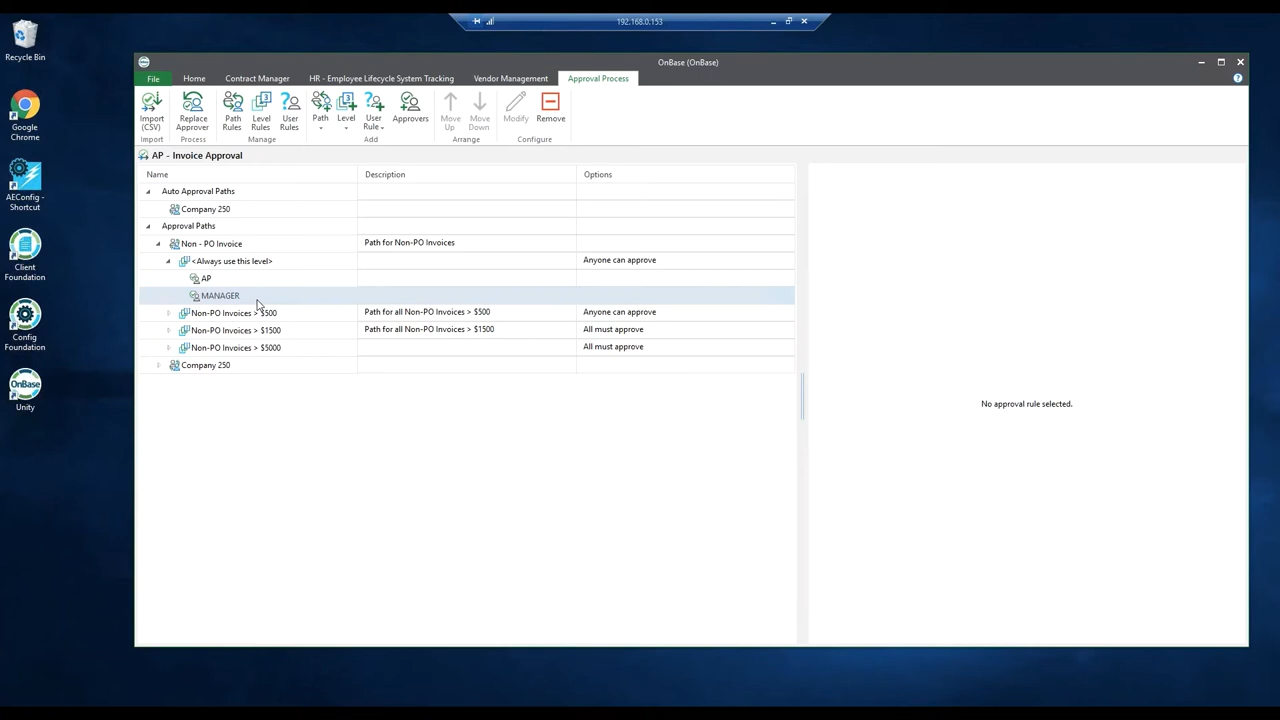 192.168.0.153
Recycle Bin
Google Chrome
AEConfig - Shortcut
Client Foundation
Config Foundation
OnBase
Unity
OnBase (OnBase)
File Home Contract Manager HR - Employee Lifecycle System Tracking Vendor Management Approval Process
Import (CSV) Replace Approver Path Rules Level Rules User Rules Path Level User Rule Approvers Move Up Move Down Modify Remove
Import Process Manage Add Arrange Configure
AP - Invoice Approval
Name Description Options
Auto Approval Paths
Company 250
Approval Paths
Non - PO Invoice Path for Non-PO Invoices
<Always use this level> Anyone can approve
AP
MANAGER
Non-PO Invoices > $500 Path for all Non-PO Invoices > $500 Anyone can approve
Non-PO Invoices > $1500 Path for all Non-PO Invoices > $1500 All must approve
Non-PO Invoices > $5000 All must approve
Company 250
No approval rule selected.